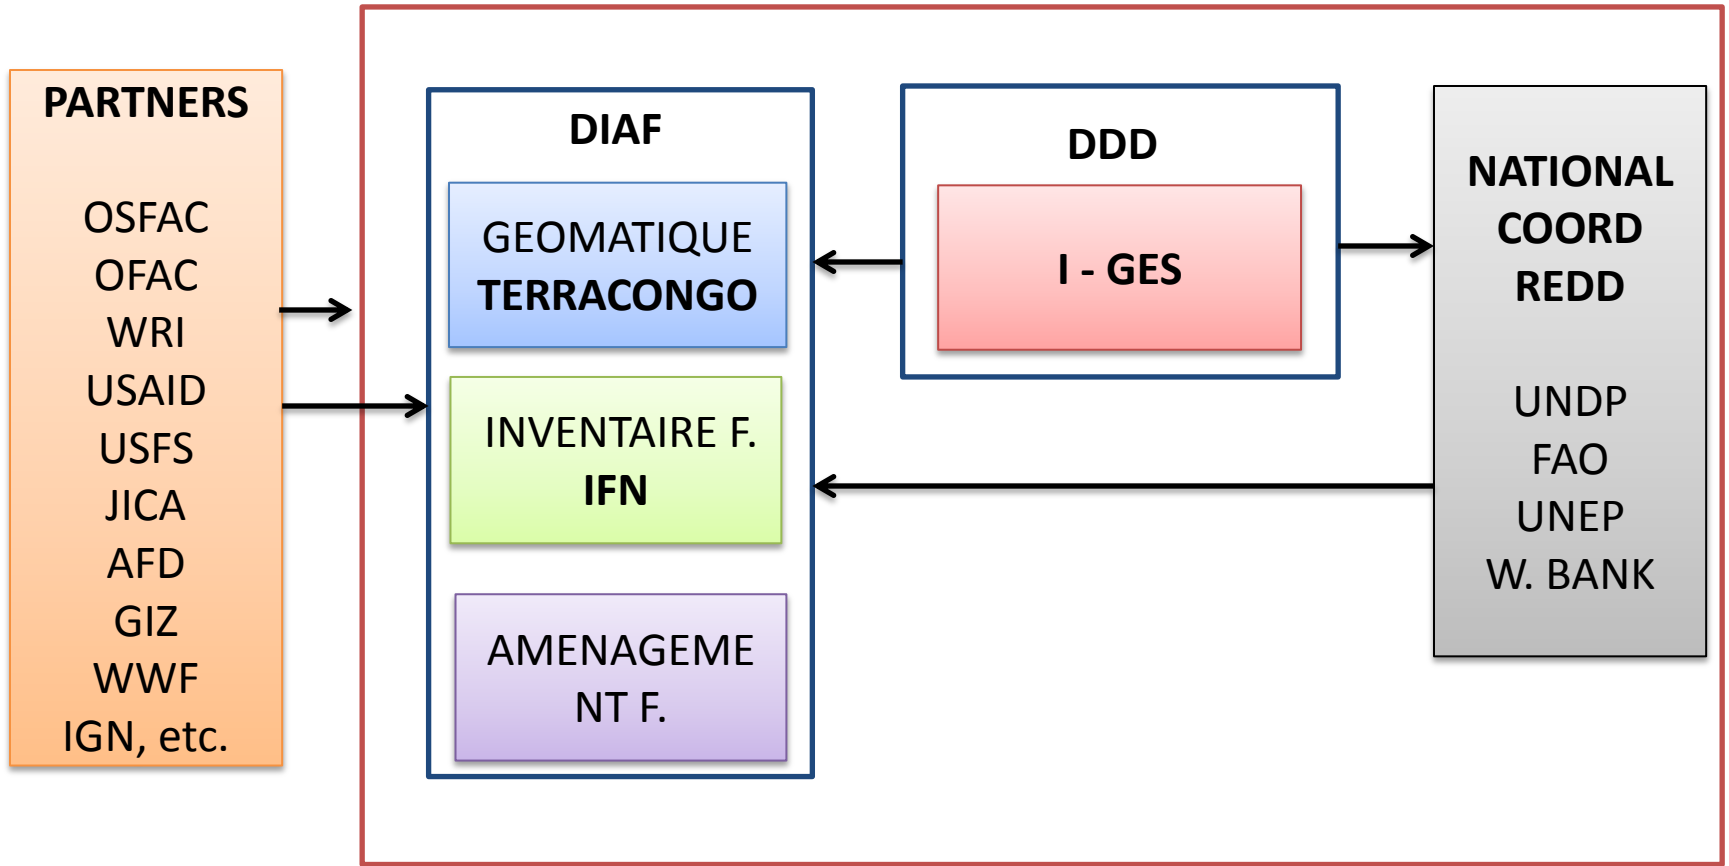 PARTNERS
OSFAC
OFAC
WRI
USAID
USFS
JICA
AFD
GIZ
WWF
IGN, etc.
DIAF
GEOMATIQUE
TERRACONGO
INVENTAIRE F.
IFN
AMENAGEME
NT F.
DDD
I - GES
NATIONAL
COORD
REDD
UNDP
FAO
UNEP
W. BANK